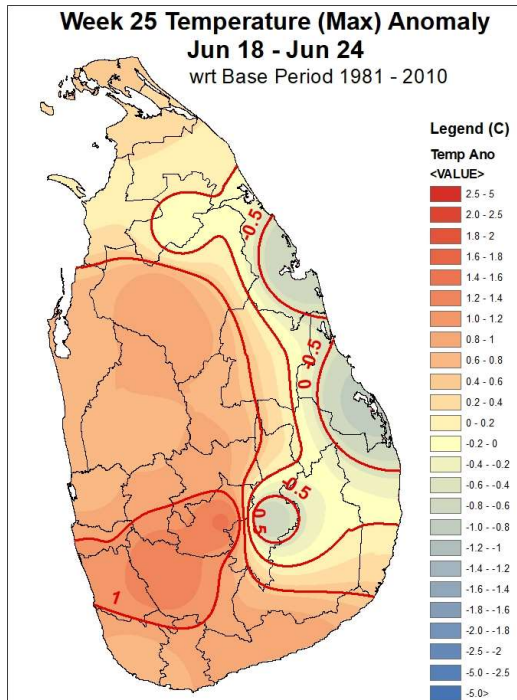 Week 25 Temperature (Max) Anomaly
Jun 18 - Jun 24
wrt Base Period 1981 - 2010
Legend (C)
Temp Ano
<VALUE>
2.5 - 5
2.0 - 2.5
1.8 - 2
1.6 - 1.8
1.4 - 1.6
1.2 - 1.4
1.0 - 1.2
0.8 - 1
0.6 - 0.8
0.4 - 0.6
0.2 - 0.4
0 - 0.2
-0.2 - 0
-0.4 - -0.2
-0.6 - -0.4
-0.8 - -0.6
-1.0 - -0.8
-1.2 - -1
-1.4 - -1.2
-1.6 - -1.4
-1.8 - -1.6
-2.0 - -1.8
-2.5 - -2
-5.0 - -2.5
-5.0>
-0.5
-0.5
0
-0.5
0.5
1